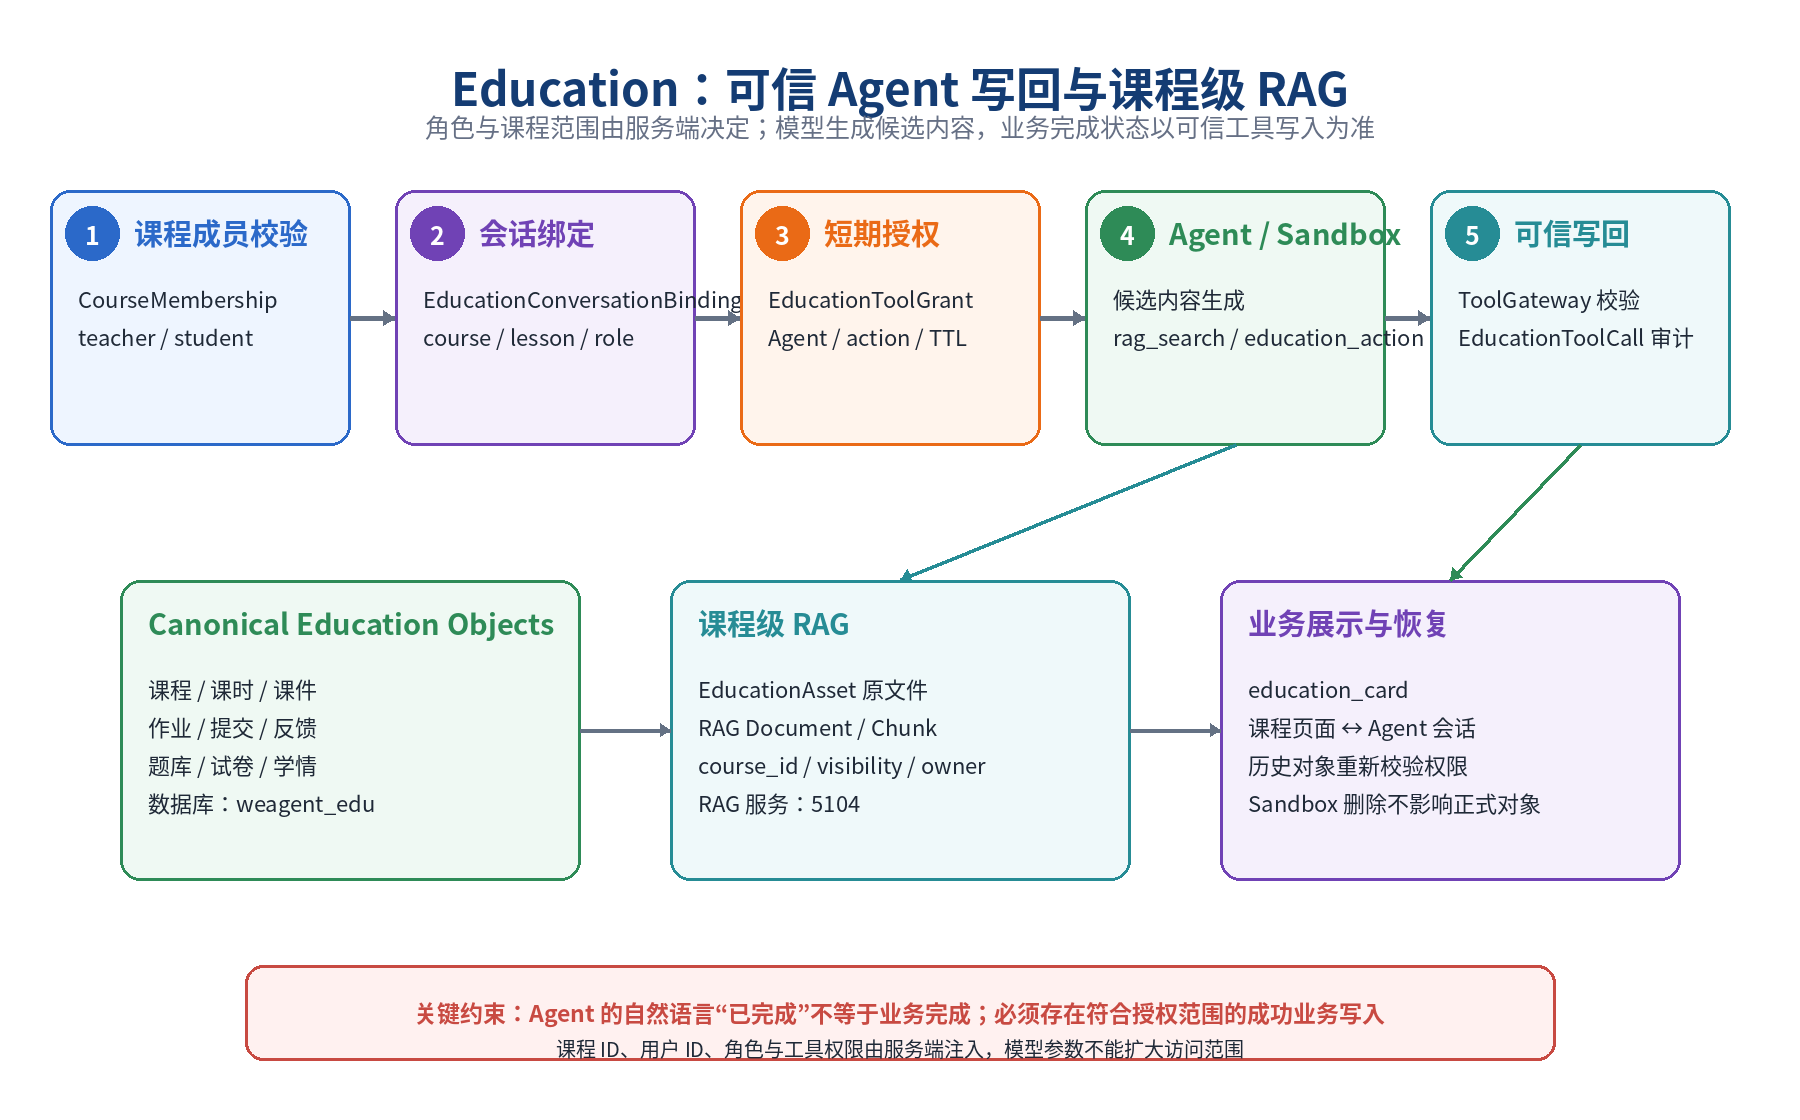 Education：可信 Agent 写回与课程级 RAG
角色与课程范围由服务端决定；模型生成候选内容，业务完成状态以可信工具写入为准
1 课程成员校验
CourseMembership
teacher / student
2 会话绑定
EducationConversationBinding
course / lesson / role
3 短期授权
EducationToolGrant
Agent / action / TTL
4 Agent / Sandbox
候选内容生成
rag_search / education_action
5 可信写回
ToolGateway 校验
EducationToolCall 审计
Canonical Education Objects
课程 / 课时 / 课件
作业 / 提交 / 反馈
题库 / 试卷 / 学情
数据库：weagent_edu
课程级 RAG
EducationAsset 原文件
RAG Document / Chunk
course_id / visibility / owner
RAG 服务：5104
业务展示与恢复
education_card
课程页面 ↔ Agent 会话
历史对象重新校验权限
Sandbox 删除不影响正式对象
关键约束：Agent 的自然语言“已完成”不等于业务完成；必须存在符合授权范围的成功业务写入
课程 ID、用户 ID、角色与工具权限由服务端注入，模型参数不能扩大访问范围